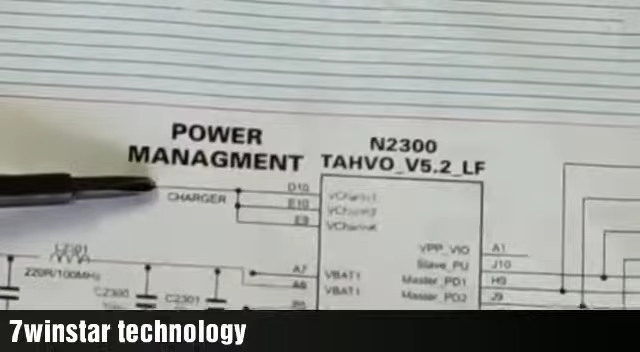 POWER
MANAGMENT
N2300
TAHVO_V5.2_LF
CHARGER
D10
E10
E9
VPP_VIO
A1
Slave_PU
J10
Master_PD1
H9
Master_PD2
J9
L2301
220R/100MHz
A7
VBAT1
A8
VBAT1
C2300
C2301
7winstar technology